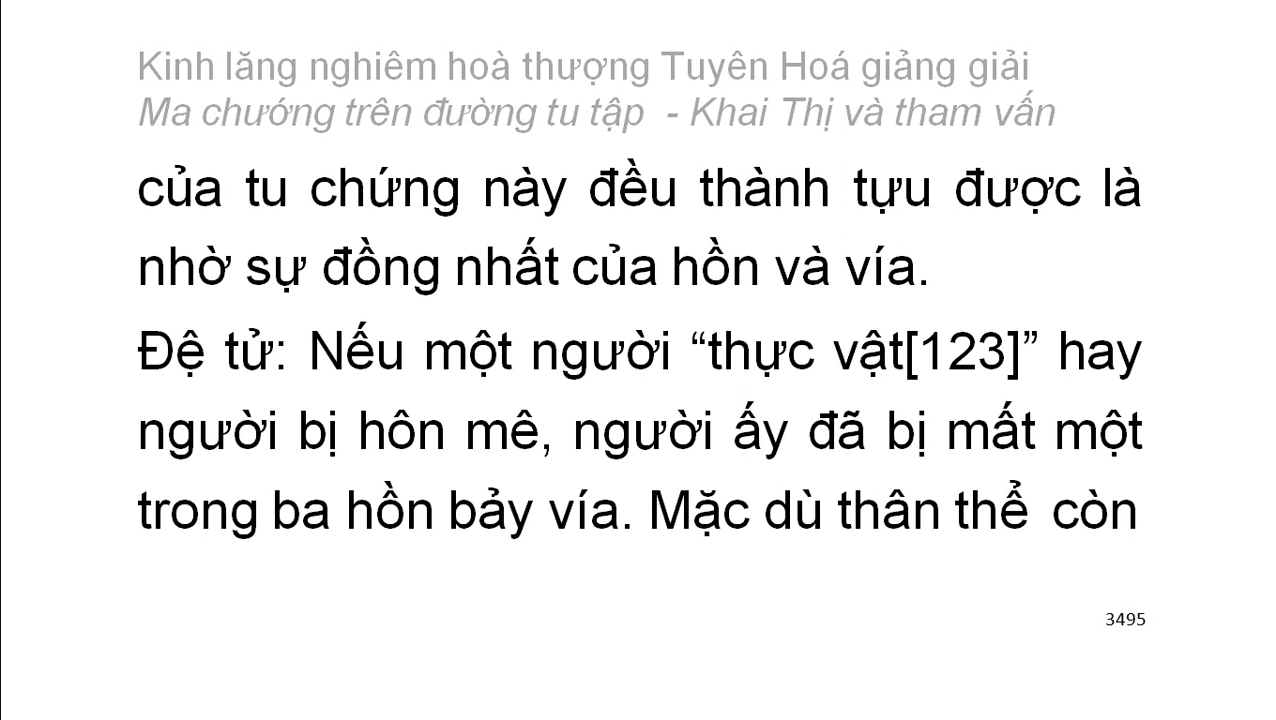 Kinh lăng nghiêm hoà thượng Tuyên Hoá giảng giải
Ma chướng trên đường tu tập - Khai Thị và tham vấn
của tu chứng này đều thành tựu được là
nhờ sự đồng nhất của hồn và vía.
Đệ tử: Nếu một người “thực vật[123]” hay
người bị hôn mê, người ấy đã bị mất một
trong ba hồn bảy vía. Mặc dù thân thể còn
3495